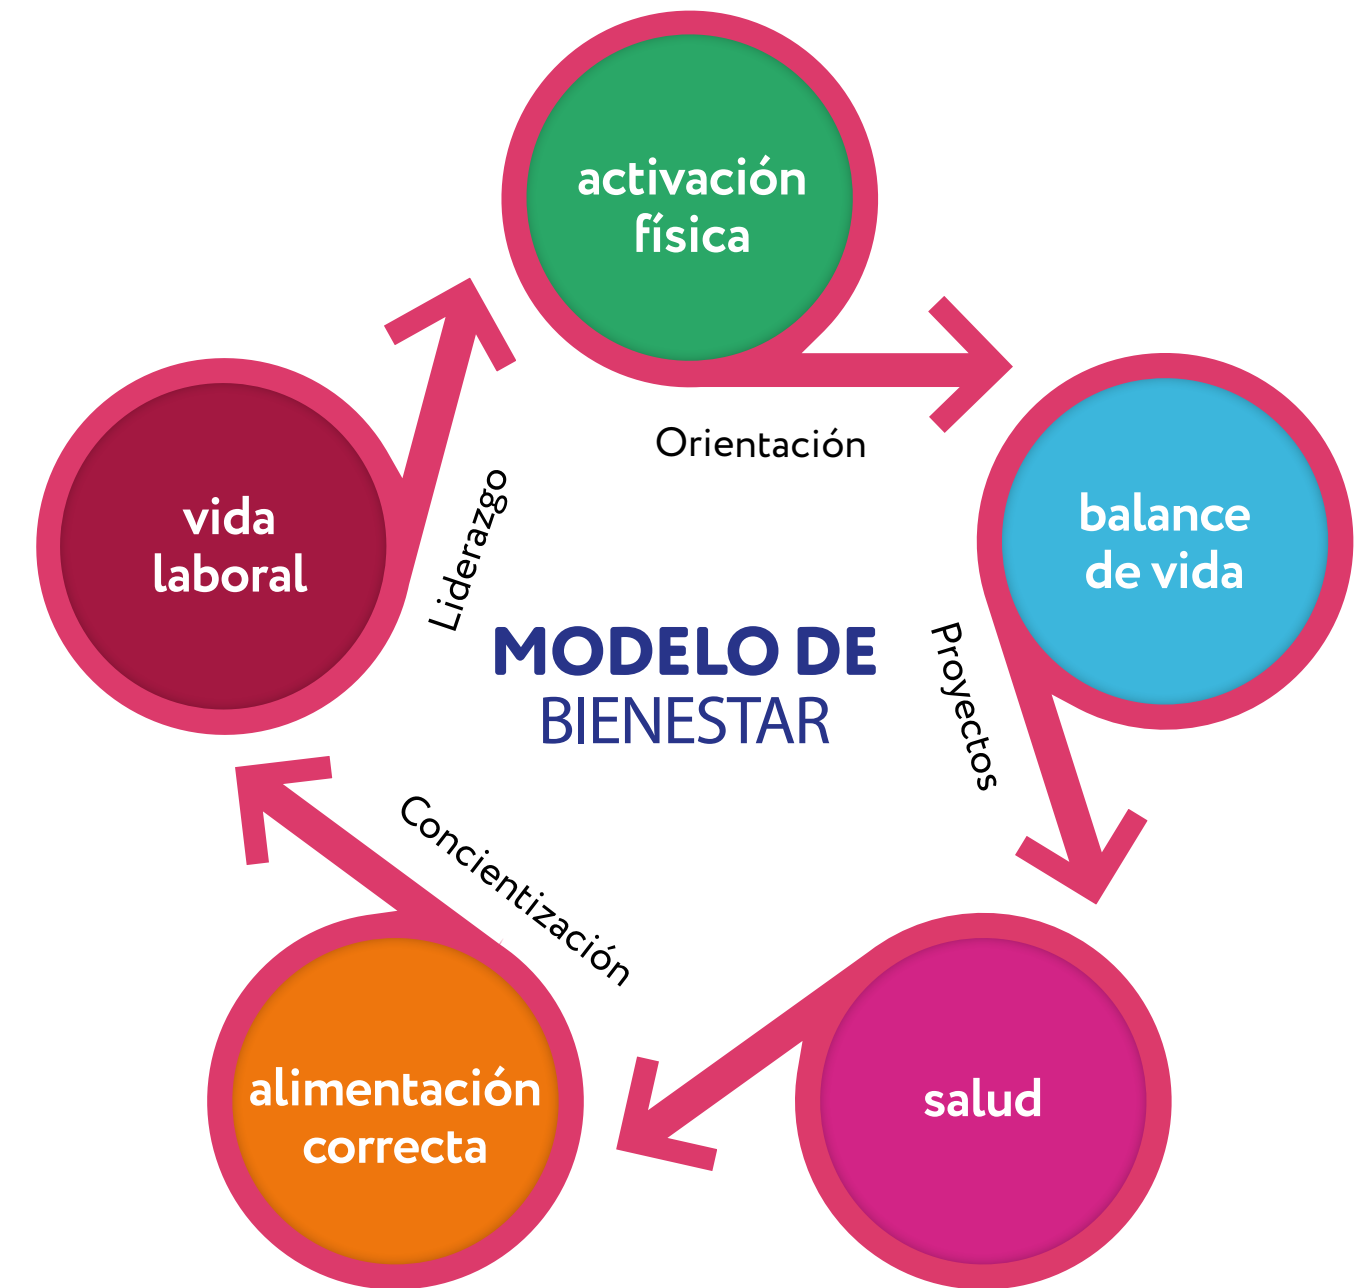 activación
física
Orientación
balance
de vida
Proyectos
salud
alimentación
correcta
Concientización
vida
laboral
Liderazgo
MODELO DE
BIENESTAR